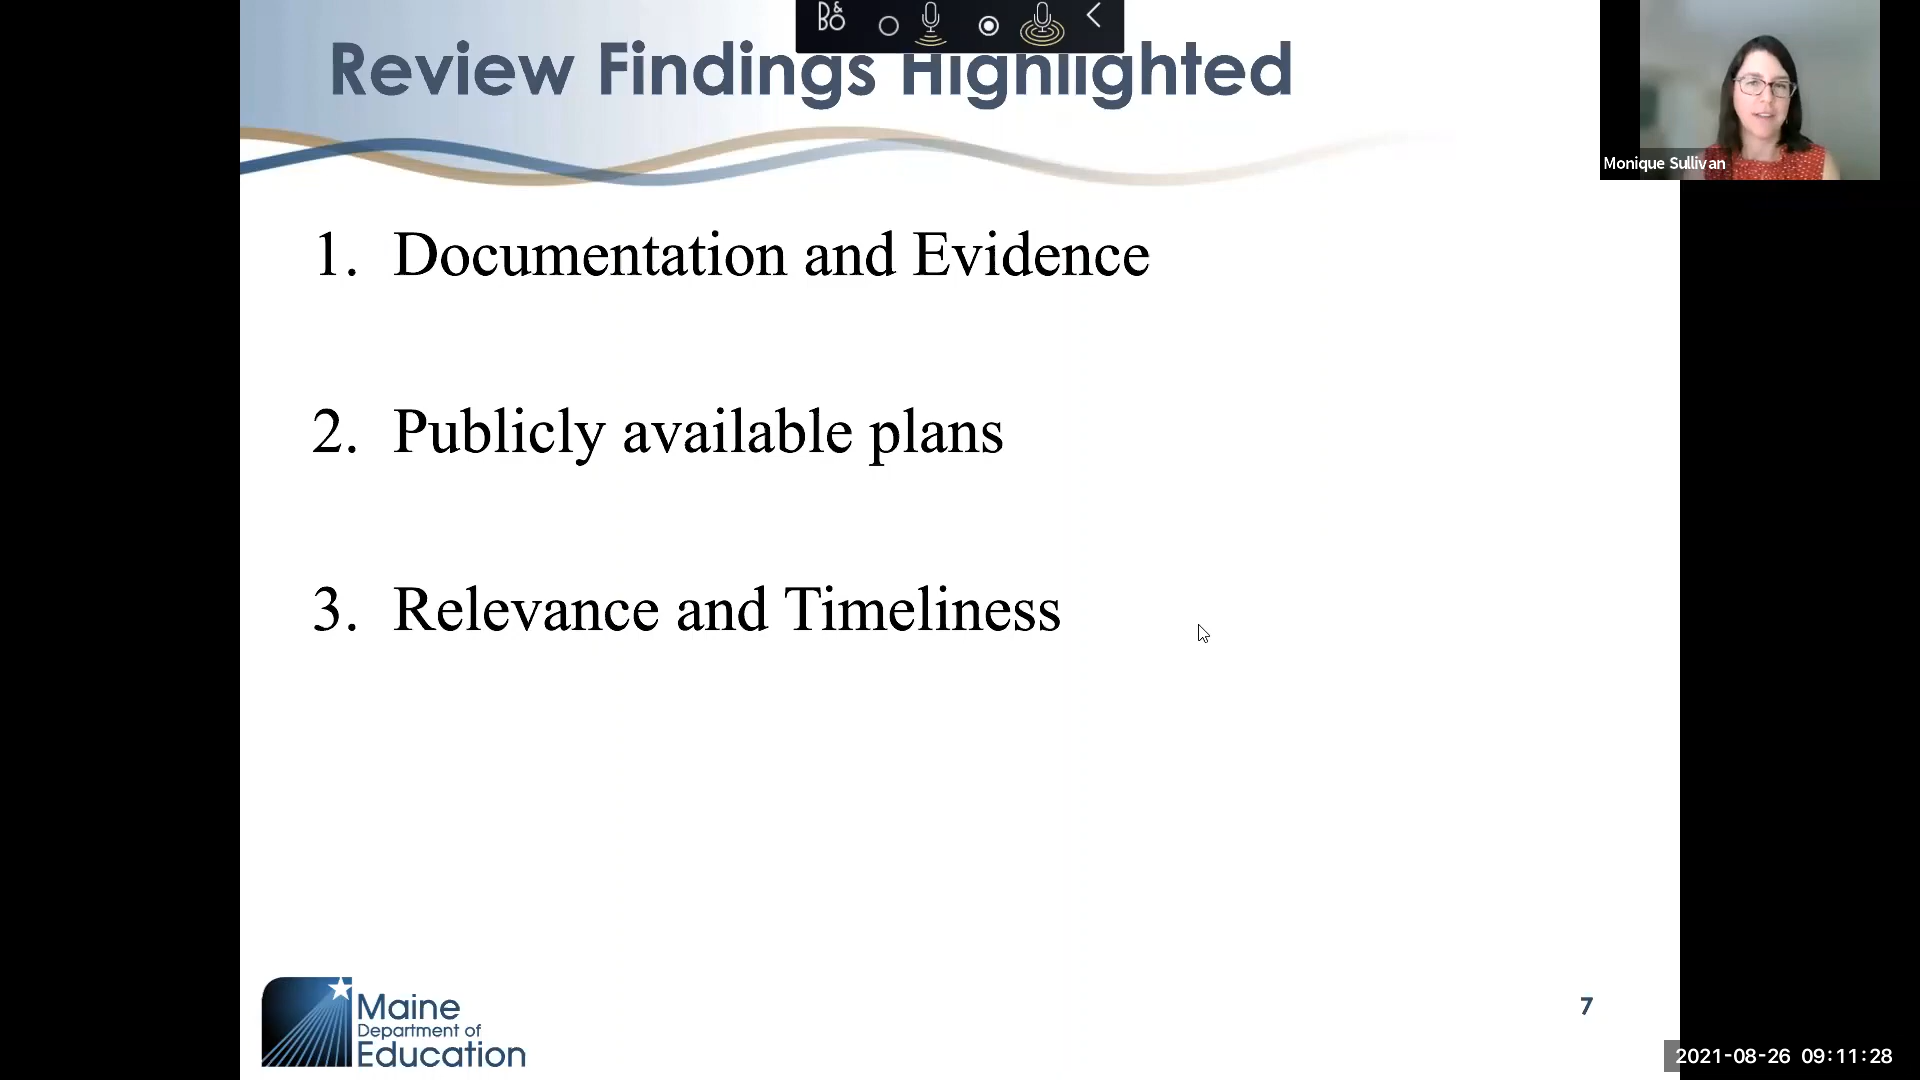 Review Findings Highlighted
B&O
Monique Sullivan
1. Documentation and Evidence
2. Publicly available plans
3. Relevance and Timeliness
Maine
Department of
Education
7
2021-08-26 09:11:28